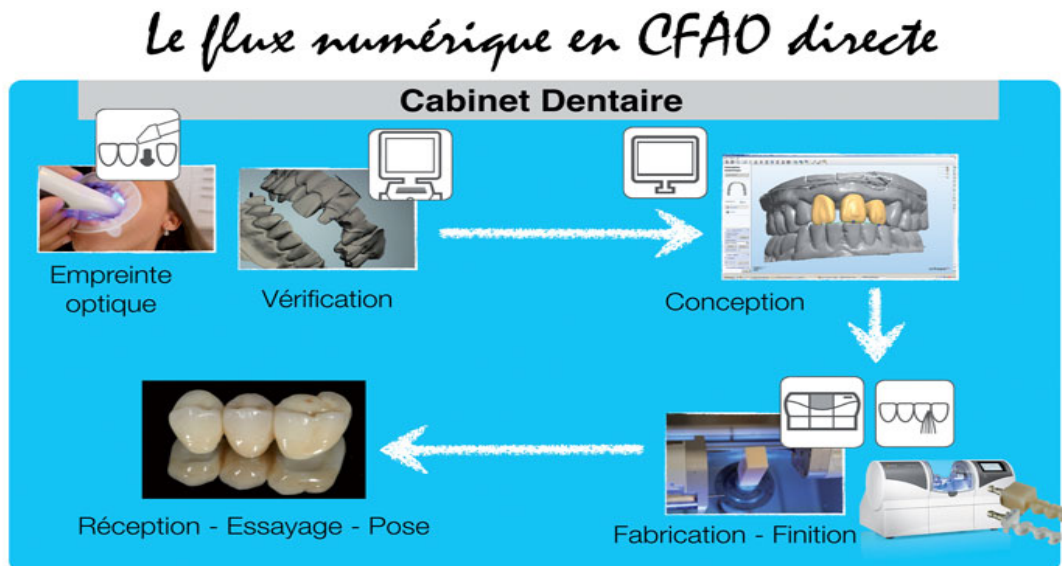 Le flux numérique en CFAO directe
Cabinet Dentaire
Empreinte
optique
Vérification
Conception
Réception - Essayage - Pose
Fabrication - Finition